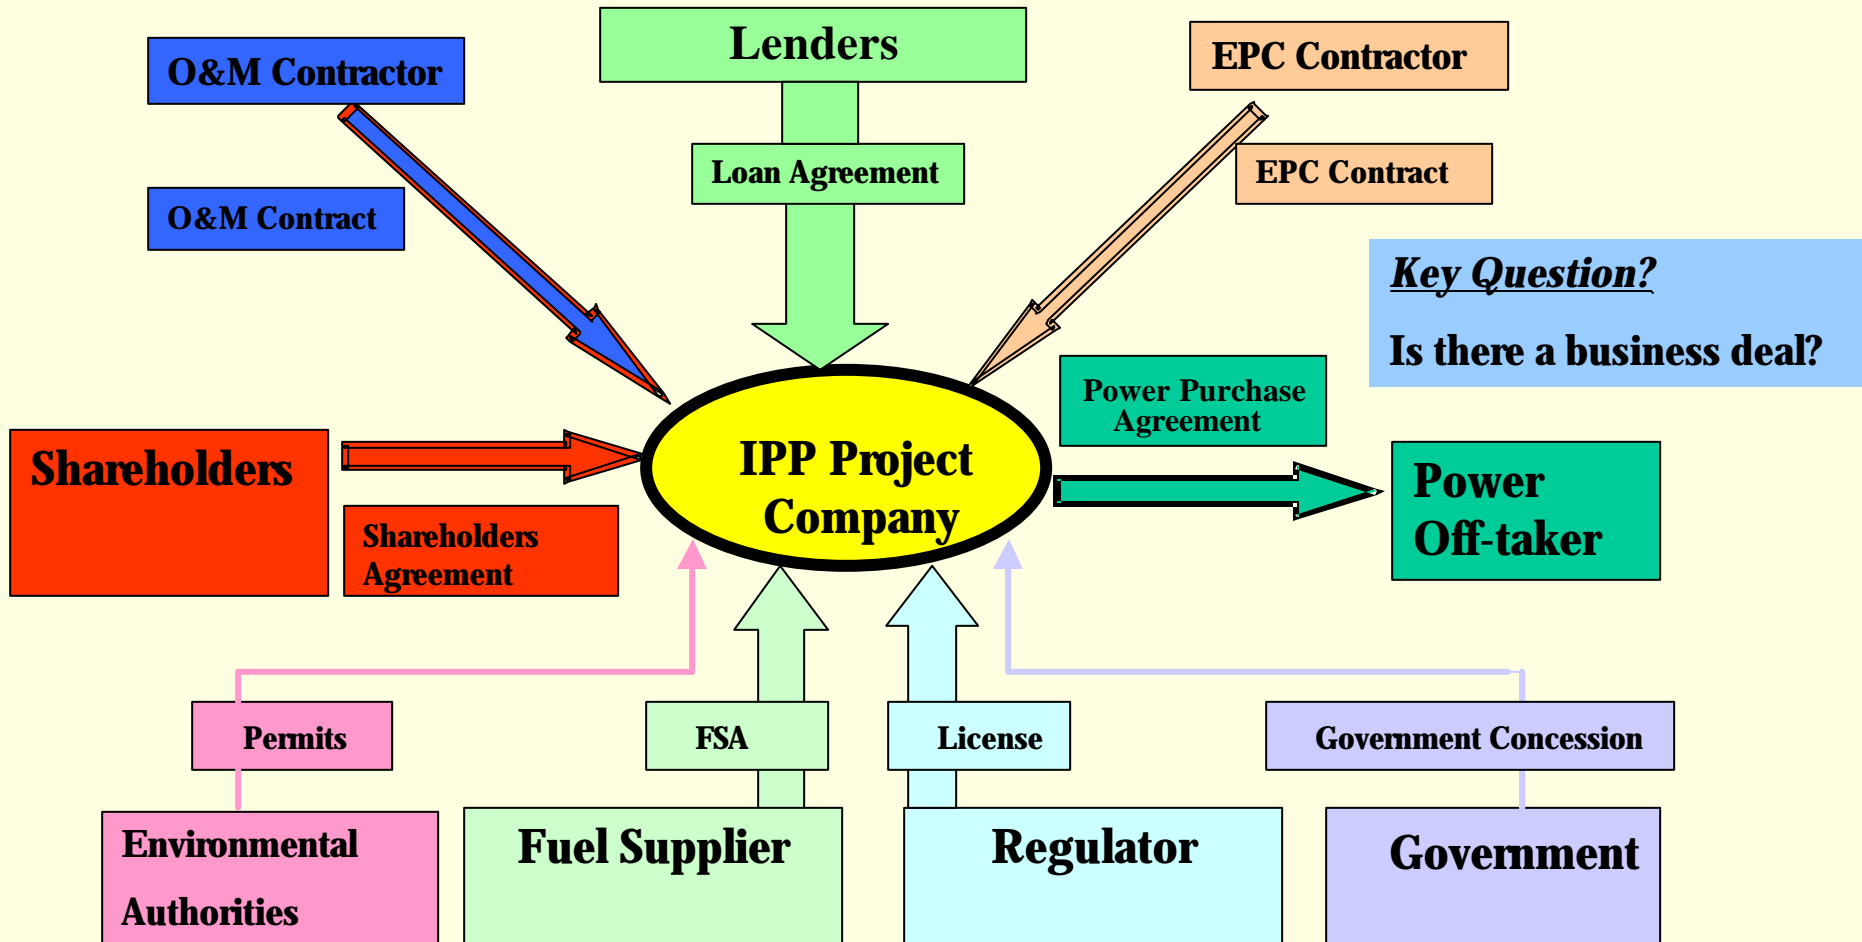 Lenders
O&M Contractor
EPC Contractor
Loan Agreement
EPC Contract
O&M Contract
Key Question?
Is there a business deal?
Power Purchase
Agreement
Shareholders
IPP Project
Company
Power
Off-taker
Shareholders
Agreement
Permits
FSA
License
Government Concession
Environmental
Authorities
Fuel Supplier
Regulator
Government